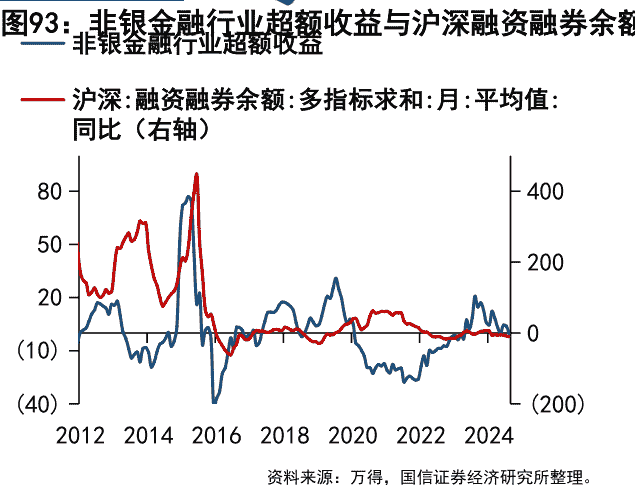 图93：非银金融行业超额收益与沪深融资融券余额
非银金融行业超额收益
沪深:融资融券余额:多指标求和:月:平均值:
同比（右轴）
80 400
50 200
20 0
(10)
(40) (200)
2012 2014 2016 2018 2020 2022 2024
资料来源：万得，国信证券经济研究所整理。